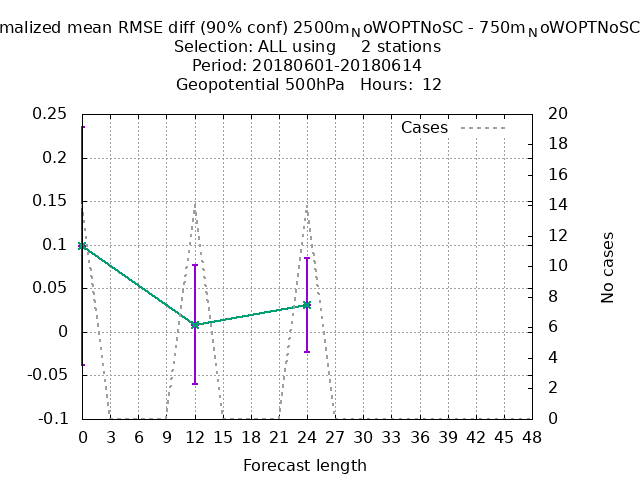 malized mean RMSE diff (90% conf) 2500mNoWOPTNoSC - 750mNoWOPTNoSC
Selection: ALL using 2 stations
Period: 20180601-20180614
Geopotential 500hPa Hours: 12
Cases
0.25
0.2
0.15
0.1
0.05
0
-0.05
-0.1
20
18
16
14
12
10
8
6
4
2
0
No cases
0 3 6 9 12 15 18 21 24 27 30 33 36 39 42 45 48
Forecast length